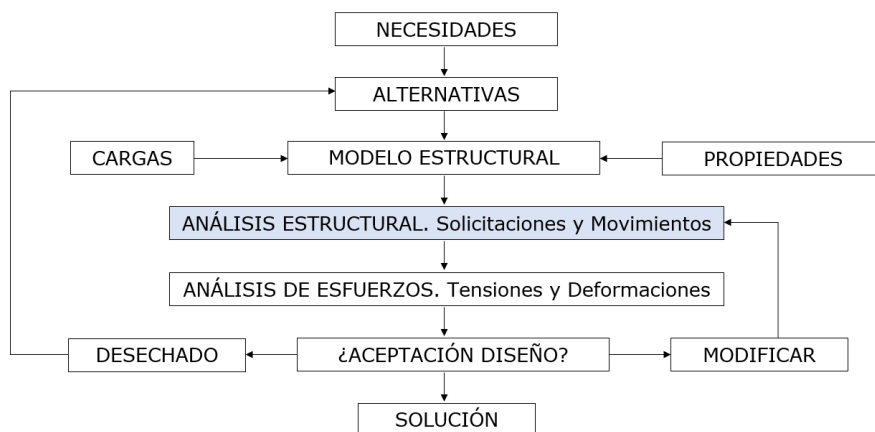 NECESIDADES
ALTERNATIVAS
CARGAS
MODELO ESTRUCTURAL
PROPIEDADES
ANÁLISIS ESTRUCTURAL. Solicitaciones y Movimientos
ANÁLISIS DE ESFUERZOS. Tensiones y Deformaciones
DESECHADO
¿ACEPTACIÓN DISEÑO?
MODIFICAR
SOLUCIÓN